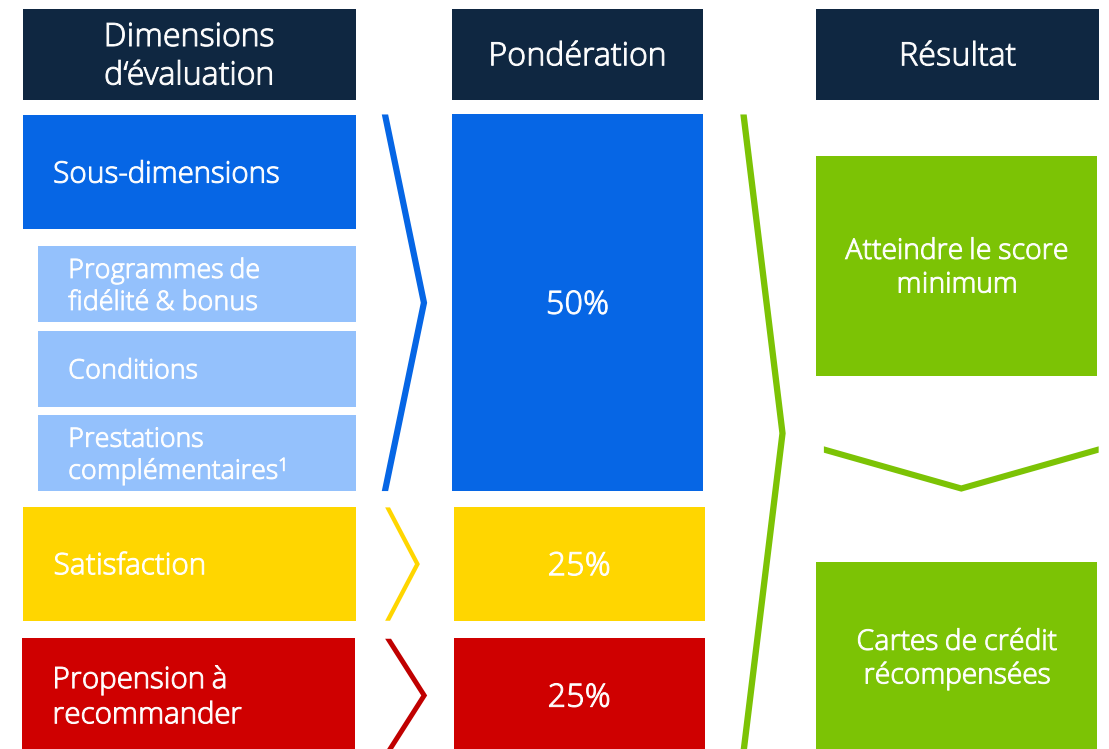 Dimensions
d‘évaluation
Pondération
Résultat
Sous-dimensions
Programmes de
fidélité & bonus
Conditions
Prestations
complémentaires¹
50%
Satisfaction
25%
Propension à
recommander
25%
Atteindre le score
minimum
Cartes de crédit
récompensées